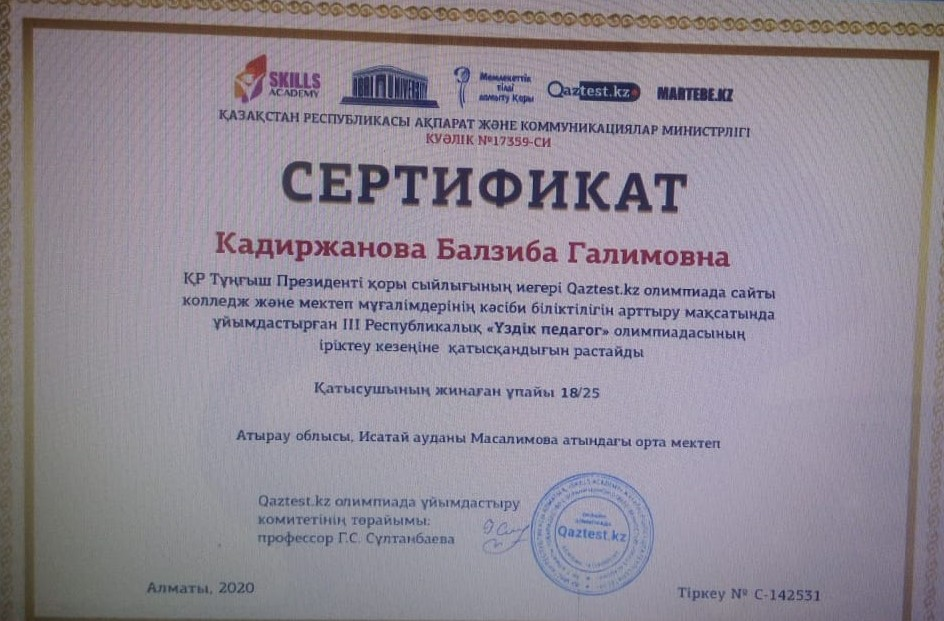 SKILLS
ACADEMY
Мемлекеттік
тілді
дамыту қоры
Qaztest.kz
MARTEBE.KZ
ҚАЗАҚСТАН РЕСПУБЛИКАСЫ АҚПАРАТ ЖӘНЕ КОММУНИКАЦИЯЛАР МИНИСТРЛІГІ
КУӘЛІК №17359-СИ
СЕРТИФИКАТ
Кадиржанова Балзиба Галимовна
ҚР Тұңғыш Президенті қоры сыйлығының иегері Qaztest.kz олимпиада сайты
колледж және мектеп мұғалімдерінің кәсіби біліктілігін арттыру мақсатында
ұйымдастырған III Республикалық «Үздік педагог» олимпиадасының
іріктеу кезеңіне қатысқандығын растайды
Қатысушының жинаған ұпайы 18/25
Атырау облысы, Исатай ауданы Масалимова атындағы орта мектеп
Qaztest.kz олимпиада ұйымдастыру
комитетінің төрайымы:
профессор Г.С. Сұлтанбаева
ОНЛАЙН
ОЛИМПИАДА
Qaztest.kz
Алматы, 2020
Тіркеу № С-142531